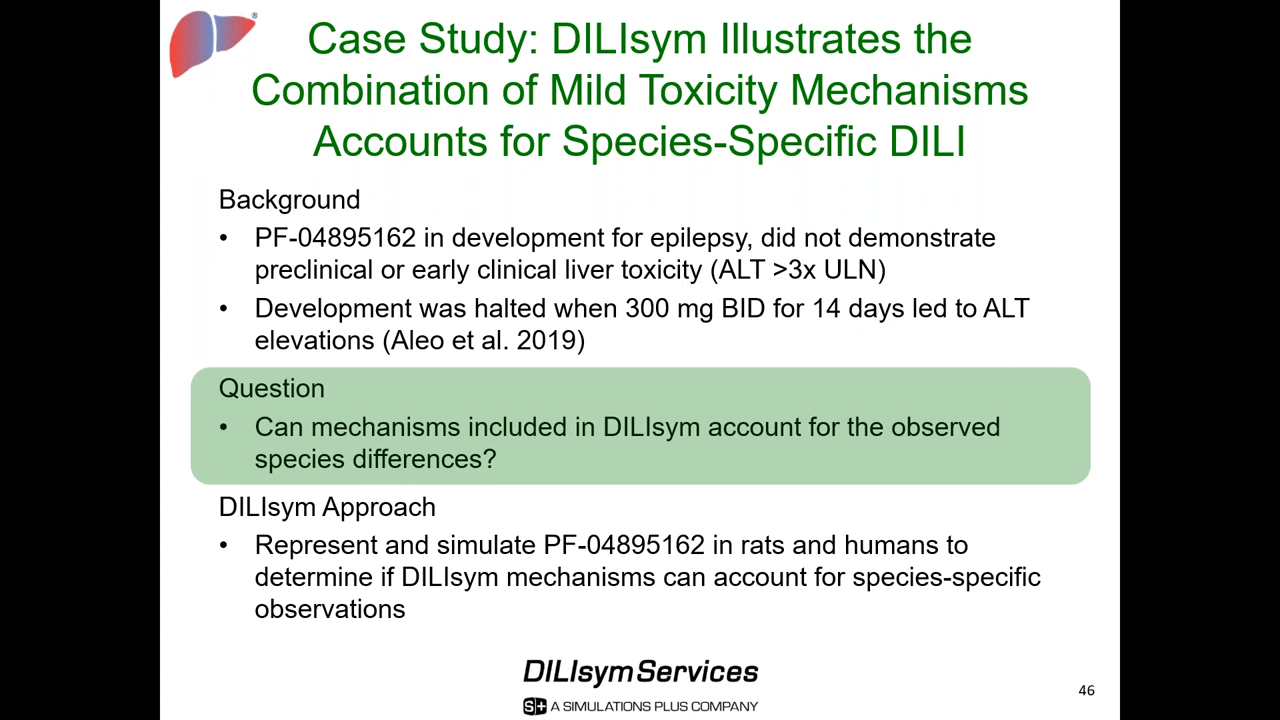 Case Study: DILIsym Illustrates the
Combination of Mild Toxicity Mechanisms
Accounts for Species-Specific DILI
Background
• PF-04895162 in development for epilepsy, did not demonstrate
preclinical or early clinical liver toxicity (ALT >3x ULN)
• Development was halted when 300 mg BID for 14 days led to ALT
elevations (Aleo et al. 2019)
Question
• Can mechanisms included in DILIsym account for the observed
species differences?
DILIsym Approach
• Represent and simulate PF-04895162 in rats and humans to
determine if DILIsym mechanisms can account for species-specific
observations
DILIsym Services
S+ A SIMULATIONS PLUS COMPANY
46